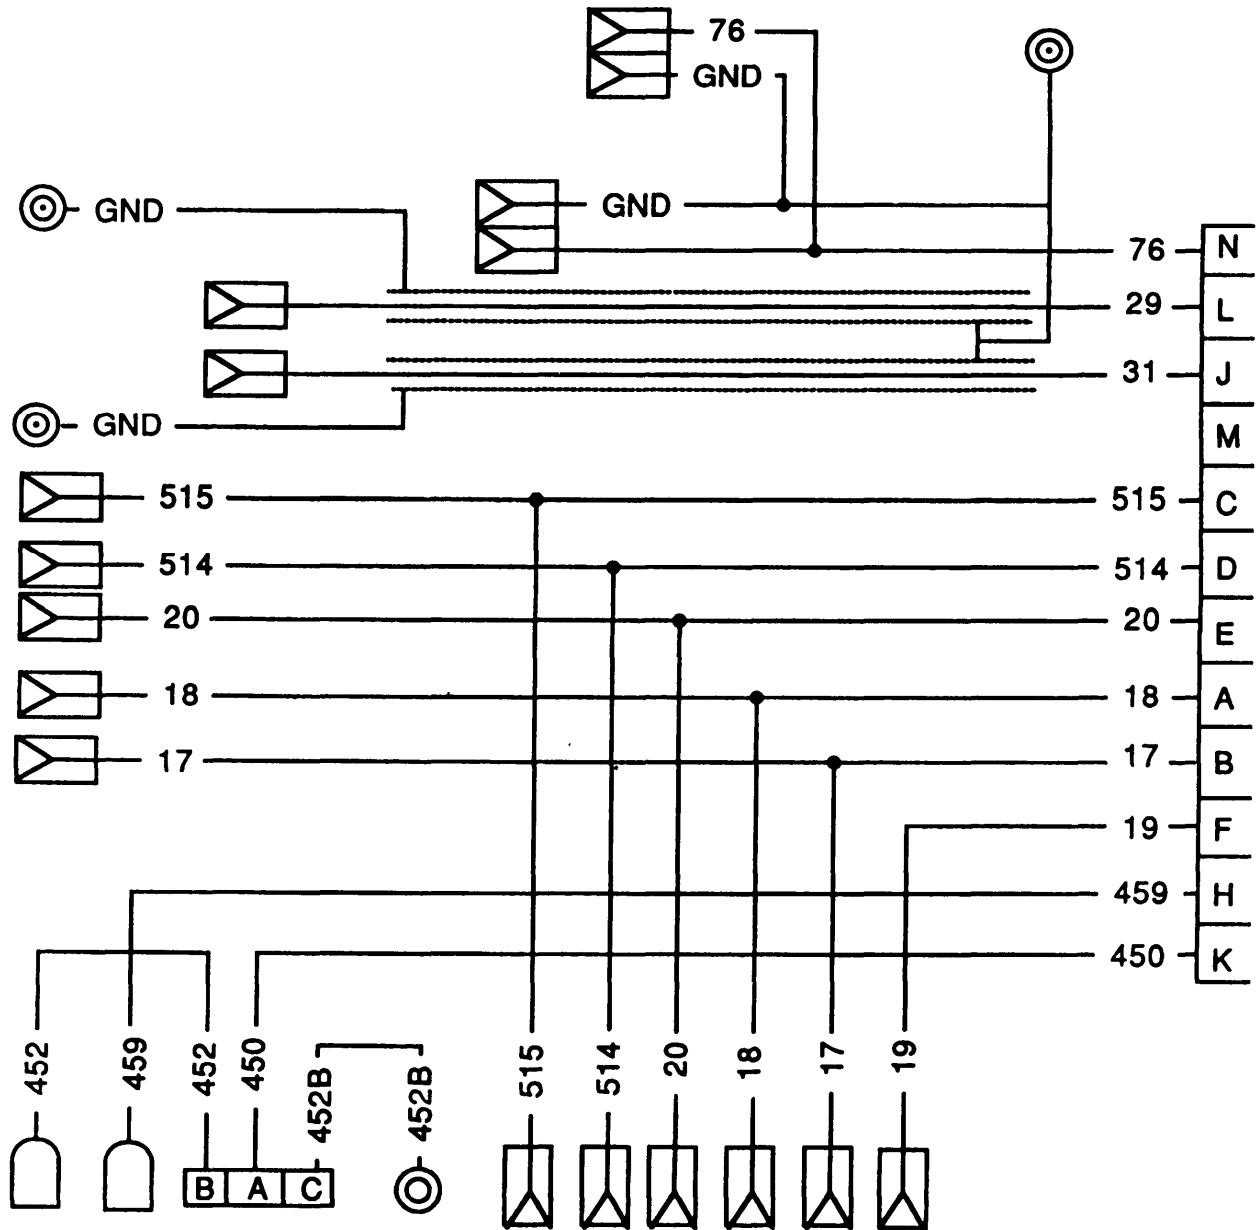 76
GND
GND
GND
76 N
29 L
31 J
GND
M
515 515 C
514 514 D
20 20 E
18 18 A
17 17 B
19 F
459 H
450 K
452 459 452 450 452B 452B 515 514 20 18 17 19
B A C